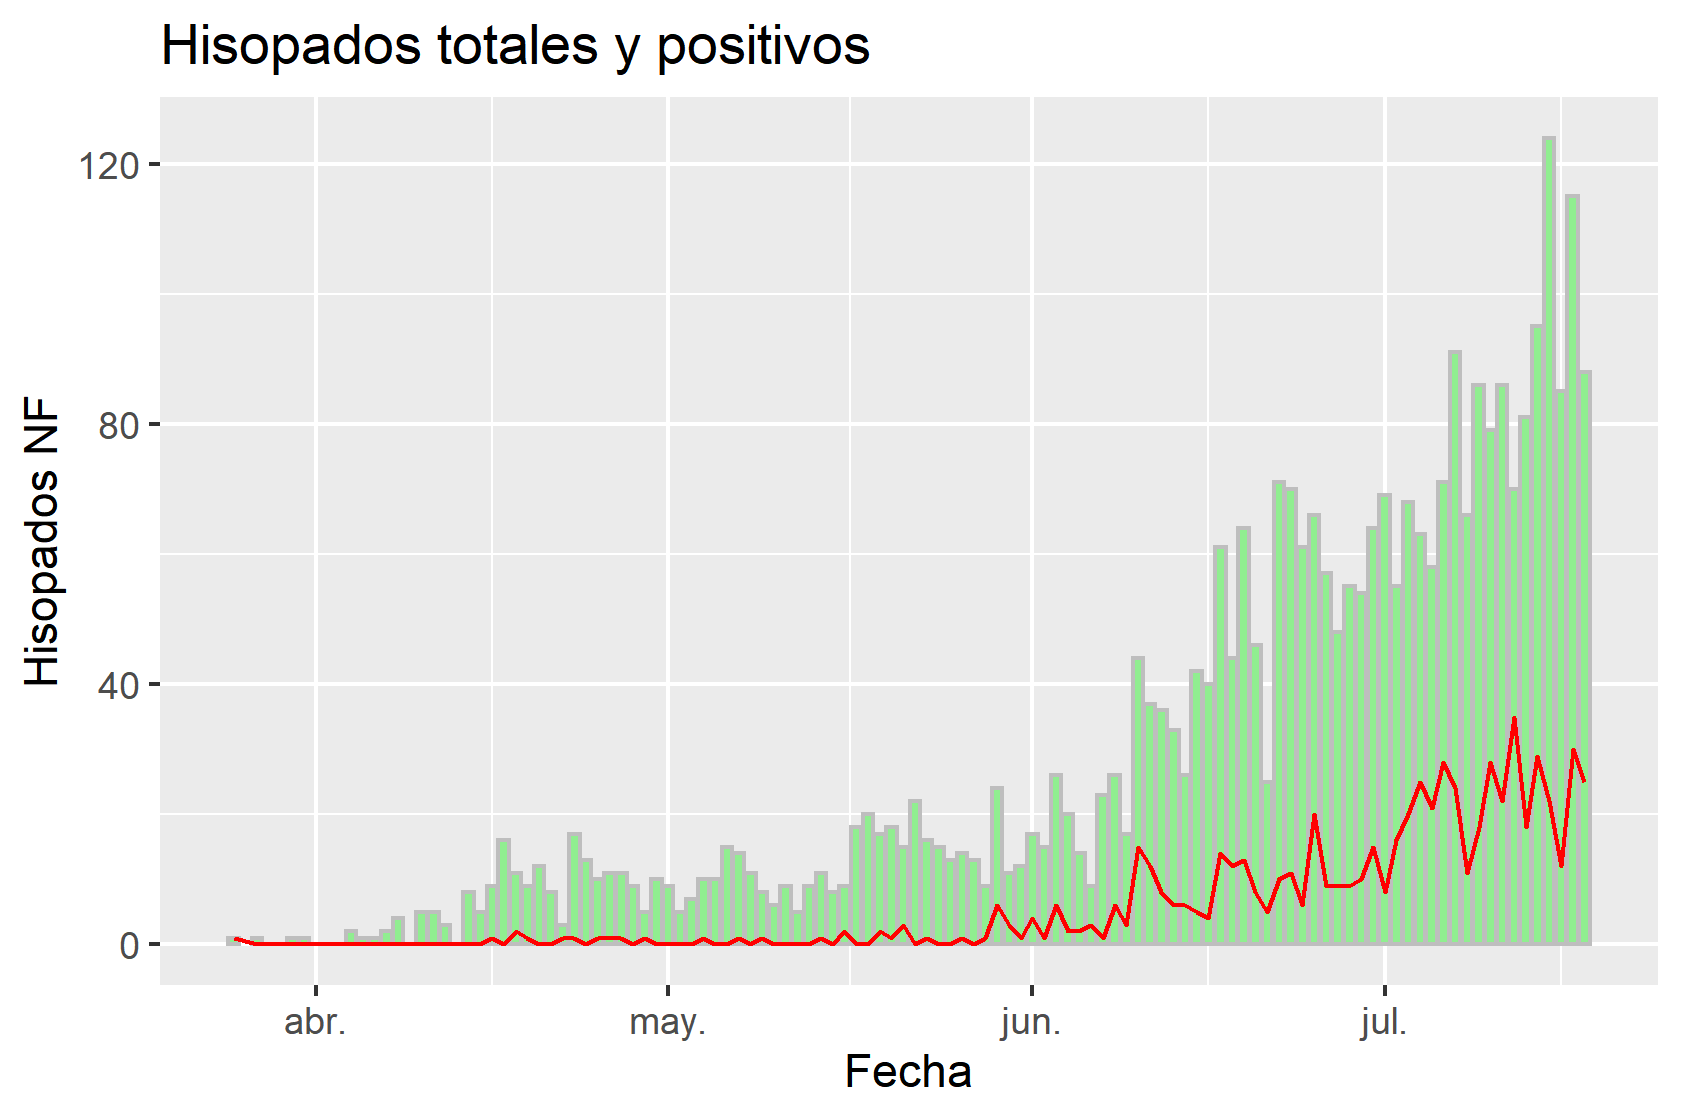 Hisopados totales y positivos
Hisopados NF
120
80
40
0
abr.
may.
jun.
jul.
Fecha